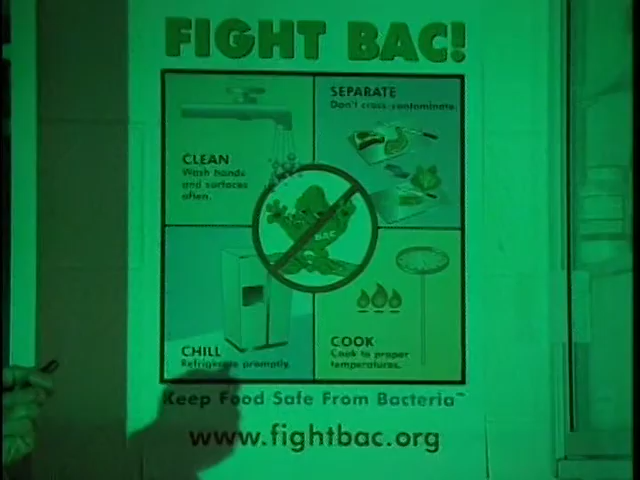 FIGHT BAC!
SEPARATE
Don't cross-contaminate.
CLEAN
Wash hands
and surfaces
often.
BAC
CHILL
Refrigerate promptly.
COOK
Cook to proper
temperatures.
Keep Food Safe From Bacteria™
www.fightbac.org